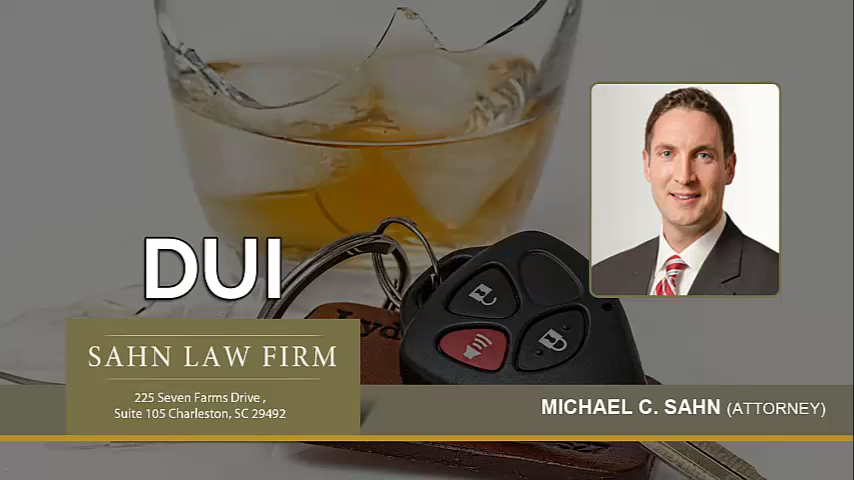 DUI
SAHN LAW FIRM
225 Seven Farms Drive ,
Suite 105 Charleston, SC 29492
MICHAEL C. SAHN (ATTORNEY)